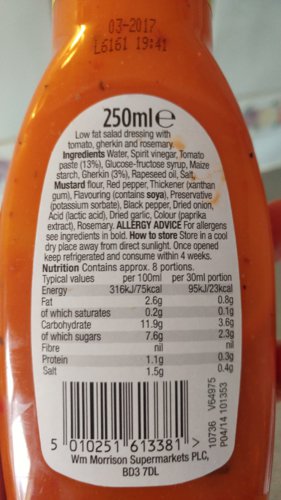 03-2017
L6161 19:41
250ml e
Low fat salad dressing with
tomato, gherkin and rosemary.
Ingredients Water, Spirit vinegar, Tomato
paste (13%), Glucose-fructose syrup, Maize
starch, Gherkin (3%), Rapeseed oil, Salt,
Mustard flour, Red pepper, Thickener (xanthan
gum), Flavouring (contains soya), Preservative
(potassium sorbate), Black pepper, Dried onion,
Acid (lactic acid), Dried garlic, Colour (paprika
extract), Rosemary. ALLERGY ADVICE For allergens
see ingredients in bold. How to store Store in a cool
dry place away from direct sunlight. Once opened
keep refrigerated and consume within 4 weeks.
Nutrition Contains approx. 8 portions.
Typical values per 100ml per 30ml portion
Energy 316kJ/75kcal 95kJ/23kcal
Fat 2.6g 0.8g
of which saturates 0.2g 0.1g
Carbohydrate 11.9g 3.6g
of which sugars 7.6g 2.3g
Fibre nil nil
Protein 1.1g 0.3g
Salt 1.5g 0.4g
5 010251 613381 >
Wm Morrison Supermarkets PLC,
BD3 7DL
10736 V64975
P04/14 101353